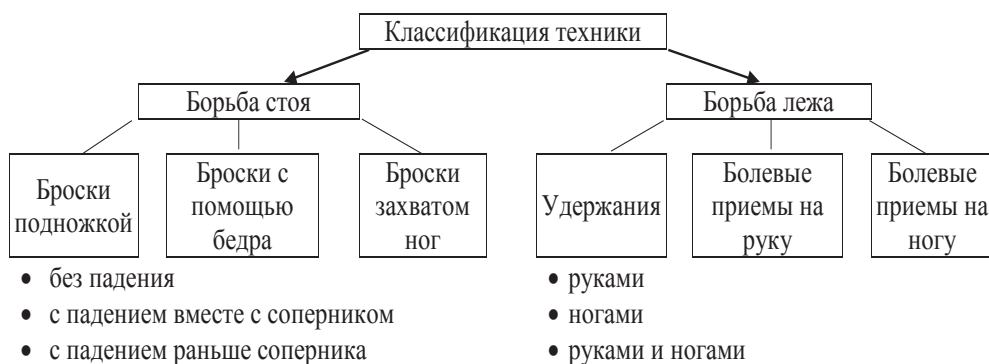 Классификация техники
Борьба стоя
Борьба лежа
Броски
подножкой
Броски с
помощью
бедра
Броски
захватом
ног
Удержания
Болевые
приемы на
руку
Болевые
приемы на
ногу
• без падения
• с падением вместе с соперником
• с падением раньше соперника
• руками
• ногами
• руками и ногами